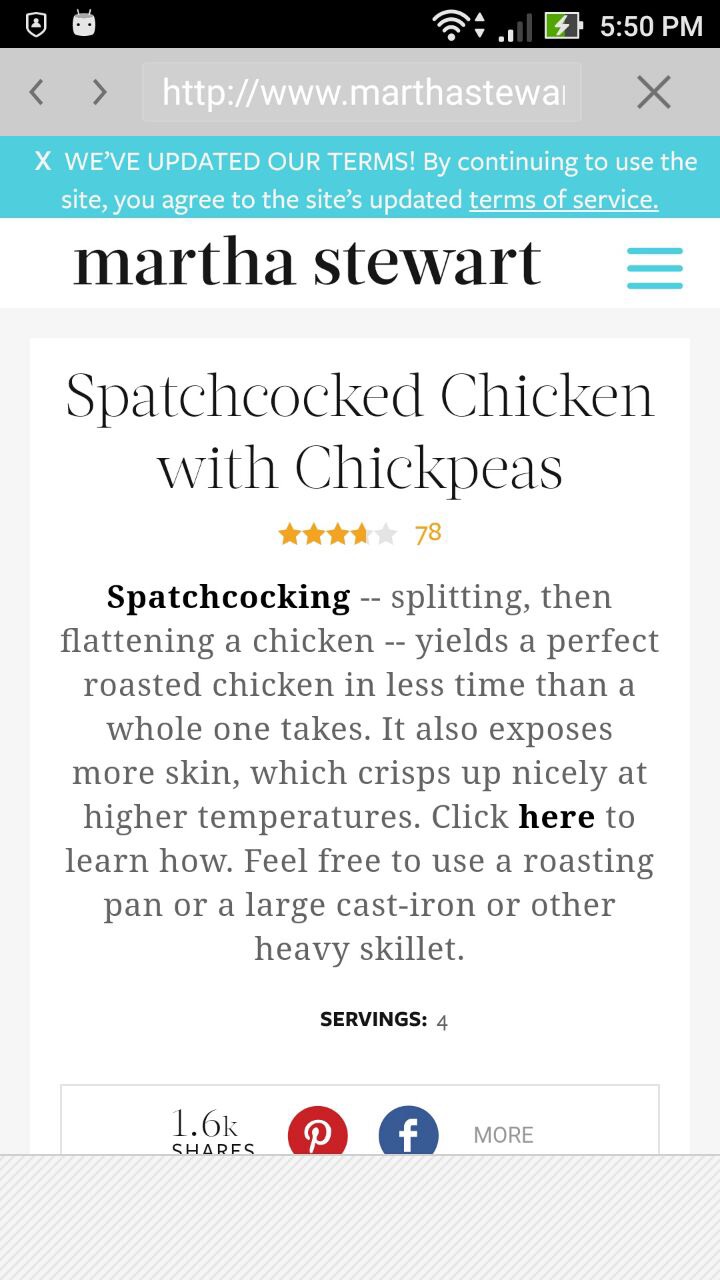 5:50 PM
http://www.marthastewar
X WE’VE UPDATED OUR TERMS! By continuing to use the
site, you agree to the site’s updated terms of service.
martha stewart
Spatchcocked Chicken
with Chickpeas
78
Spatchcocking -- splitting, then
flattening a chicken -- yields a perfect
roasted chicken in less time than a
whole one takes. It also exposes
more skin, which crisps up nicely at
higher temperatures. Click here to
learn how. Feel free to use a roasting
pan or a large cast-iron or other
heavy skillet.
SERVINGS: 4
1.6k
SHARES
MORE